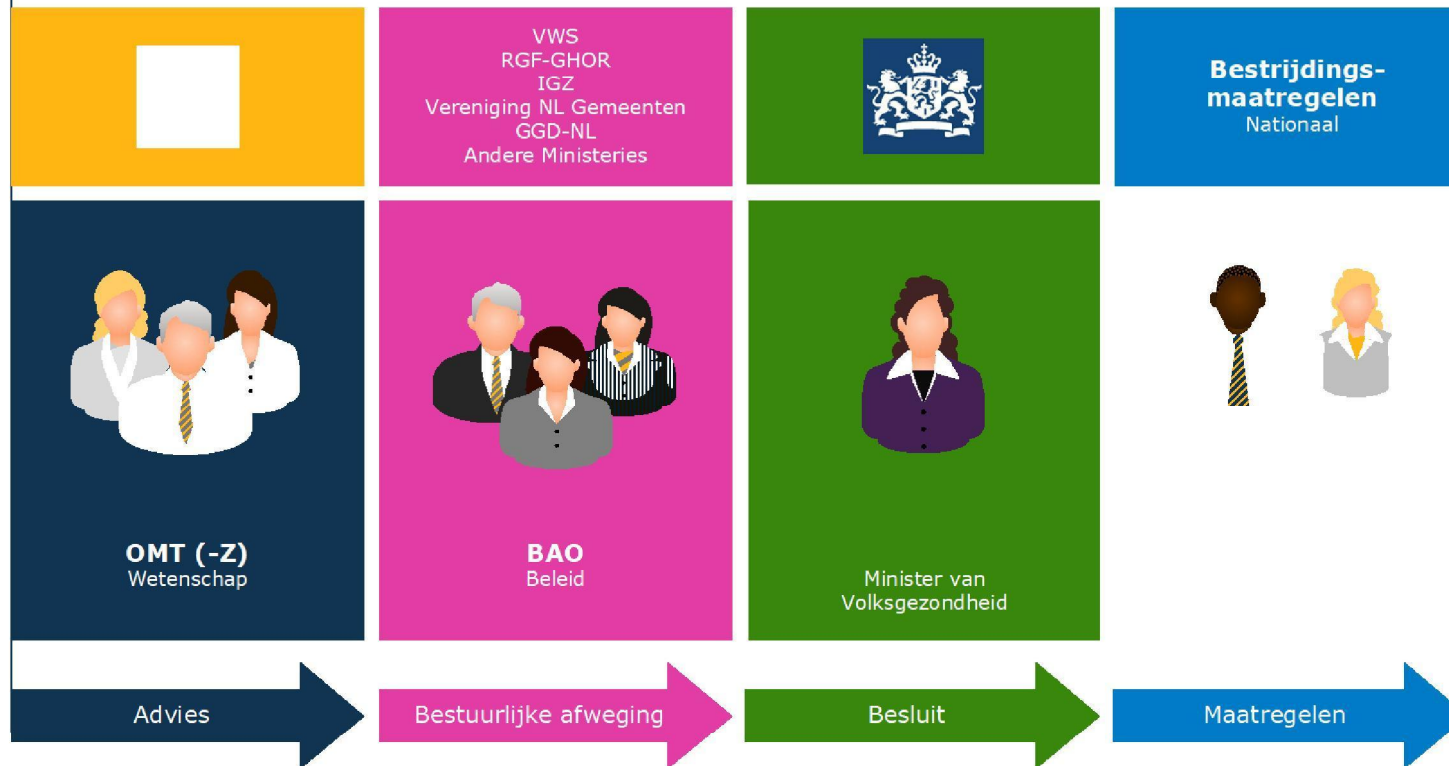 VWS
RGF-GHOR
IGZ
Vereniging NL Gemeenten
GGD-NL
Andere Ministeries
Bestrijdings-
maatregelen
Nationaal
OMT (-Z)
Wetenschap
BAO
Beleid
Minister van
Volksgezondheid
Advies
Bestuurlijke afweging
Besluit
Maatregelen